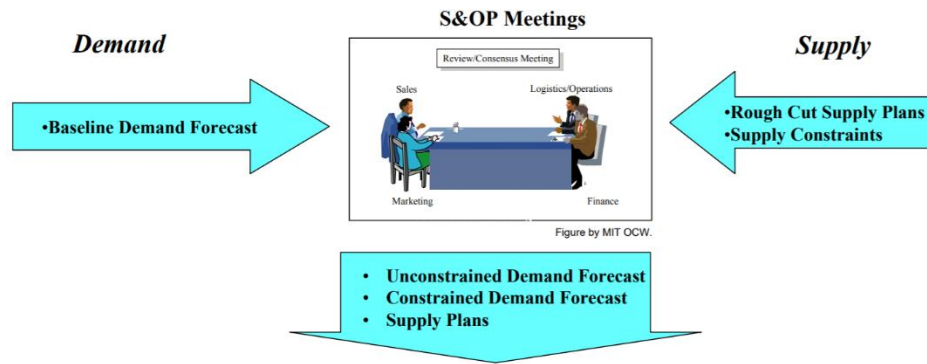 S&OP Meetings
Demand
Supply
Review/Consensus Meeting
Sales
Logistics/Operations
•Baseline Demand Forecast
•Rough Cut Supply Plans
•Supply Constraints
Marketing
Finance
Figure by MIT OCW.
• Unconstrained Demand Forecast
• Constrained Demand Forecast
• Supply Plans